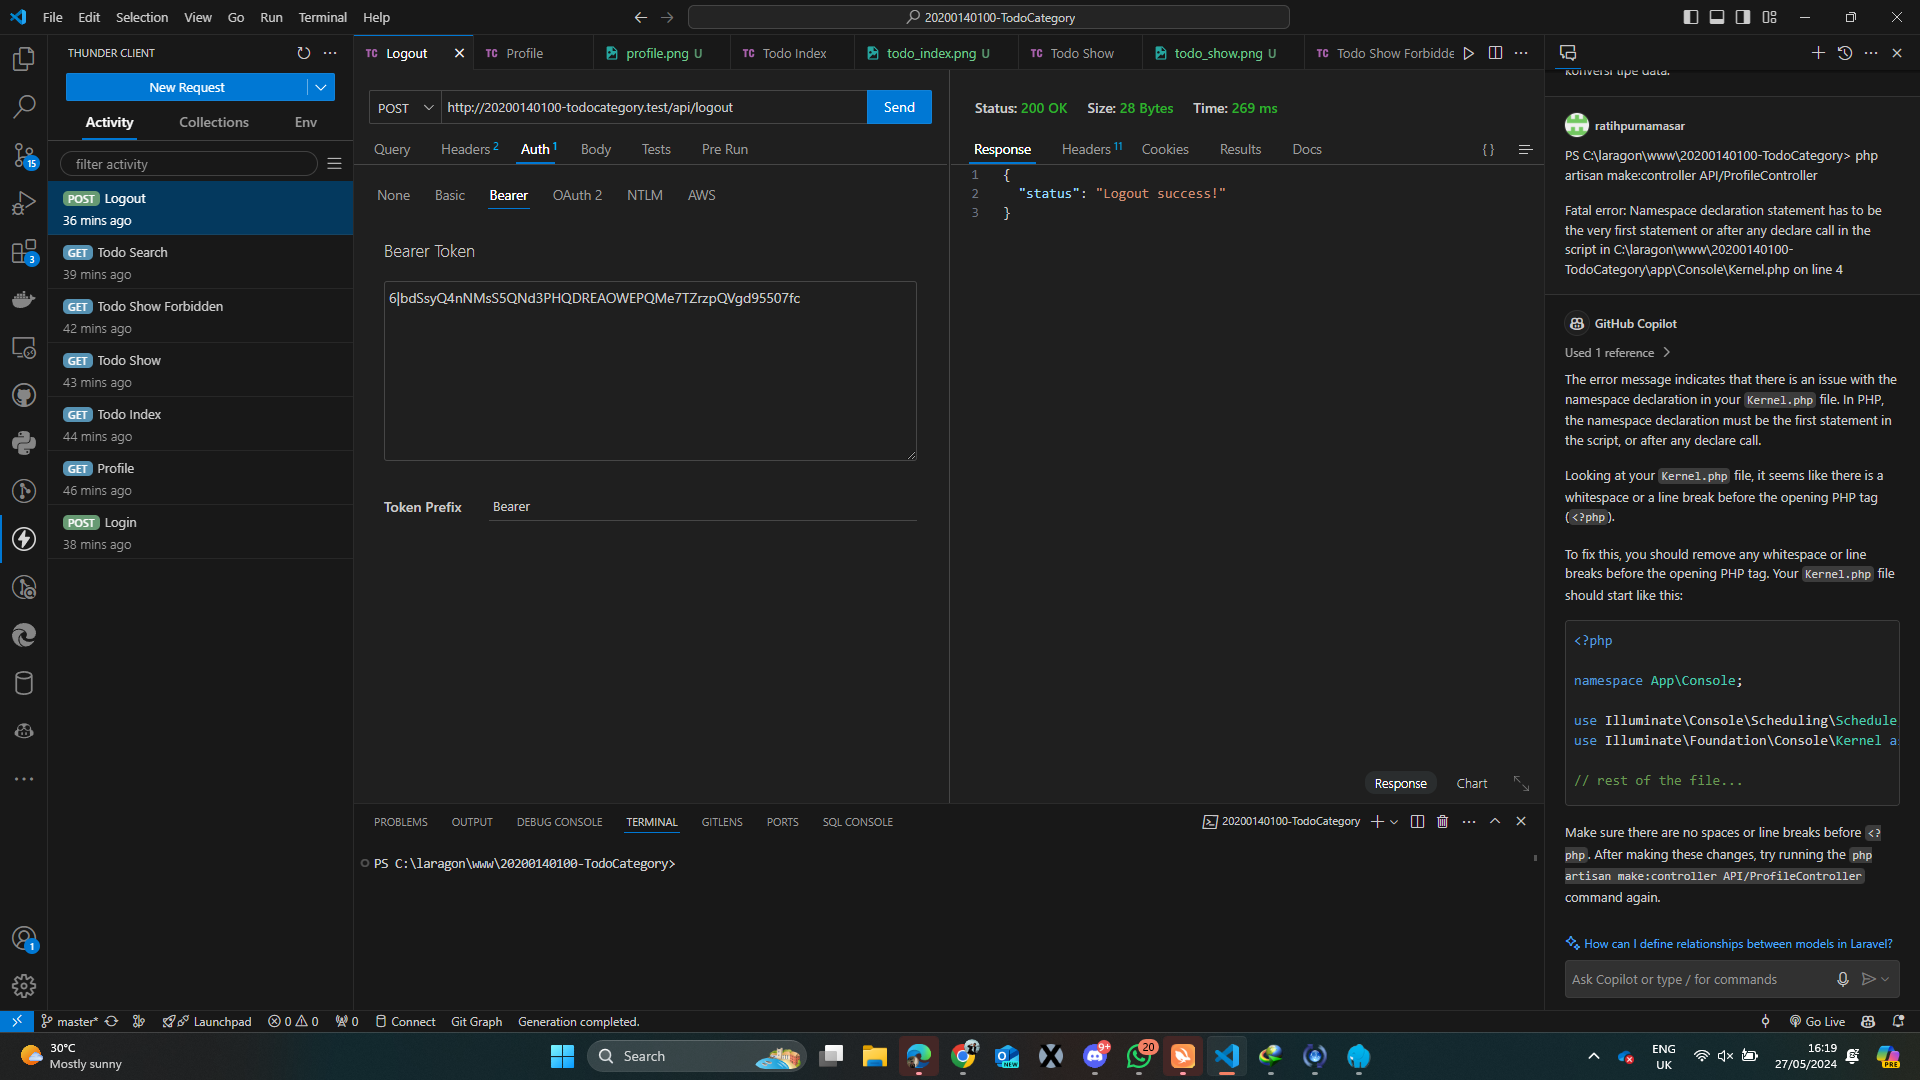 File Edit Selection View Go Run Terminal Help
20200140100-TodoCategory
THUNDER CLIENT
New Request
Activity Collections Env
filter activity
POST Logout
36 mins ago
GET Todo Search
39 mins ago
GET Todo Show Forbidden
42 mins ago
GET Todo Show
43 mins ago
GET Todo Index
44 mins ago
GET Profile
46 mins ago
POST Login
38 mins ago
15
3
1
TC Logout TC Profile profile.png U TC Todo Index todo_index.png U TC Todo Show todo_show.png U TC Todo Show Forbidde
POST http://20200140100-todocategory.test/api/logout Send
Query Headers 2 Auth 1 Body Tests Pre Run
None Basic Bearer OAuth 2 NTLM AWS
Bearer Token
6|bdSsyQ4nNMsS5QNd3PHQDREAOWEPQMe7TZrzpQVgd95507fc
Token Prefix Bearer
Status: 200 OK Size: 28 Bytes Time: 269 ms
Response Headers 11 Cookies Results Docs { }
1 {
2 "status": "Logout success!"
3 }
Response Chart
PROBLEMS OUTPUT DEBUG CONSOLE TERMINAL GITLENS PORTS SQL CONSOLE
20200140100-TodoCategory
PS C:\laragon\www\20200140100-TodoCategory>
konversi tipe data.
ratihpurnamasar
PS C:\laragon\www\20200140100-TodoCategory> php
artisan make:controller API/ProfileController
Fatal error: Namespace declaration statement has to be
the very first statement or after any declare call in the
script in C:\laragon\www\20200140100-
TodoCategory\app\Console\Kernel.php on line 4
GitHub Copilot
Used 1 reference
The error message indicates that there is an issue with the
namespace declaration in your Kernel.php file. In PHP,
the namespace declaration must be the first statement in
the script, or after any declare call.
Looking at your Kernel.php file, it seems like there is a
whitespace or a line break before the opening PHP tag
(<?php).
To fix this, you should remove any whitespace or line
breaks before the opening PHP tag. Your Kernel.php file
should start like this:
<?php
namespace App\Console;
use Illuminate\Console\Scheduling\Schedule
use Illuminate\Foundation\Console\Kernel as
// rest of the file...
Make sure there are no spaces or line breaks before <?
php. After making these changes, try running the php
artisan make:controller API/ProfileController
command again.
How can I define relationships between models in Laravel?
Ask Copilot or type / for commands
master* Launchpad 0 0 0 Connect Git Graph Generation completed. Go Live
30°C
Mostly sunny
Search
NEW
9+
20
ENG
UK
16:19
27/05/2024
PRE